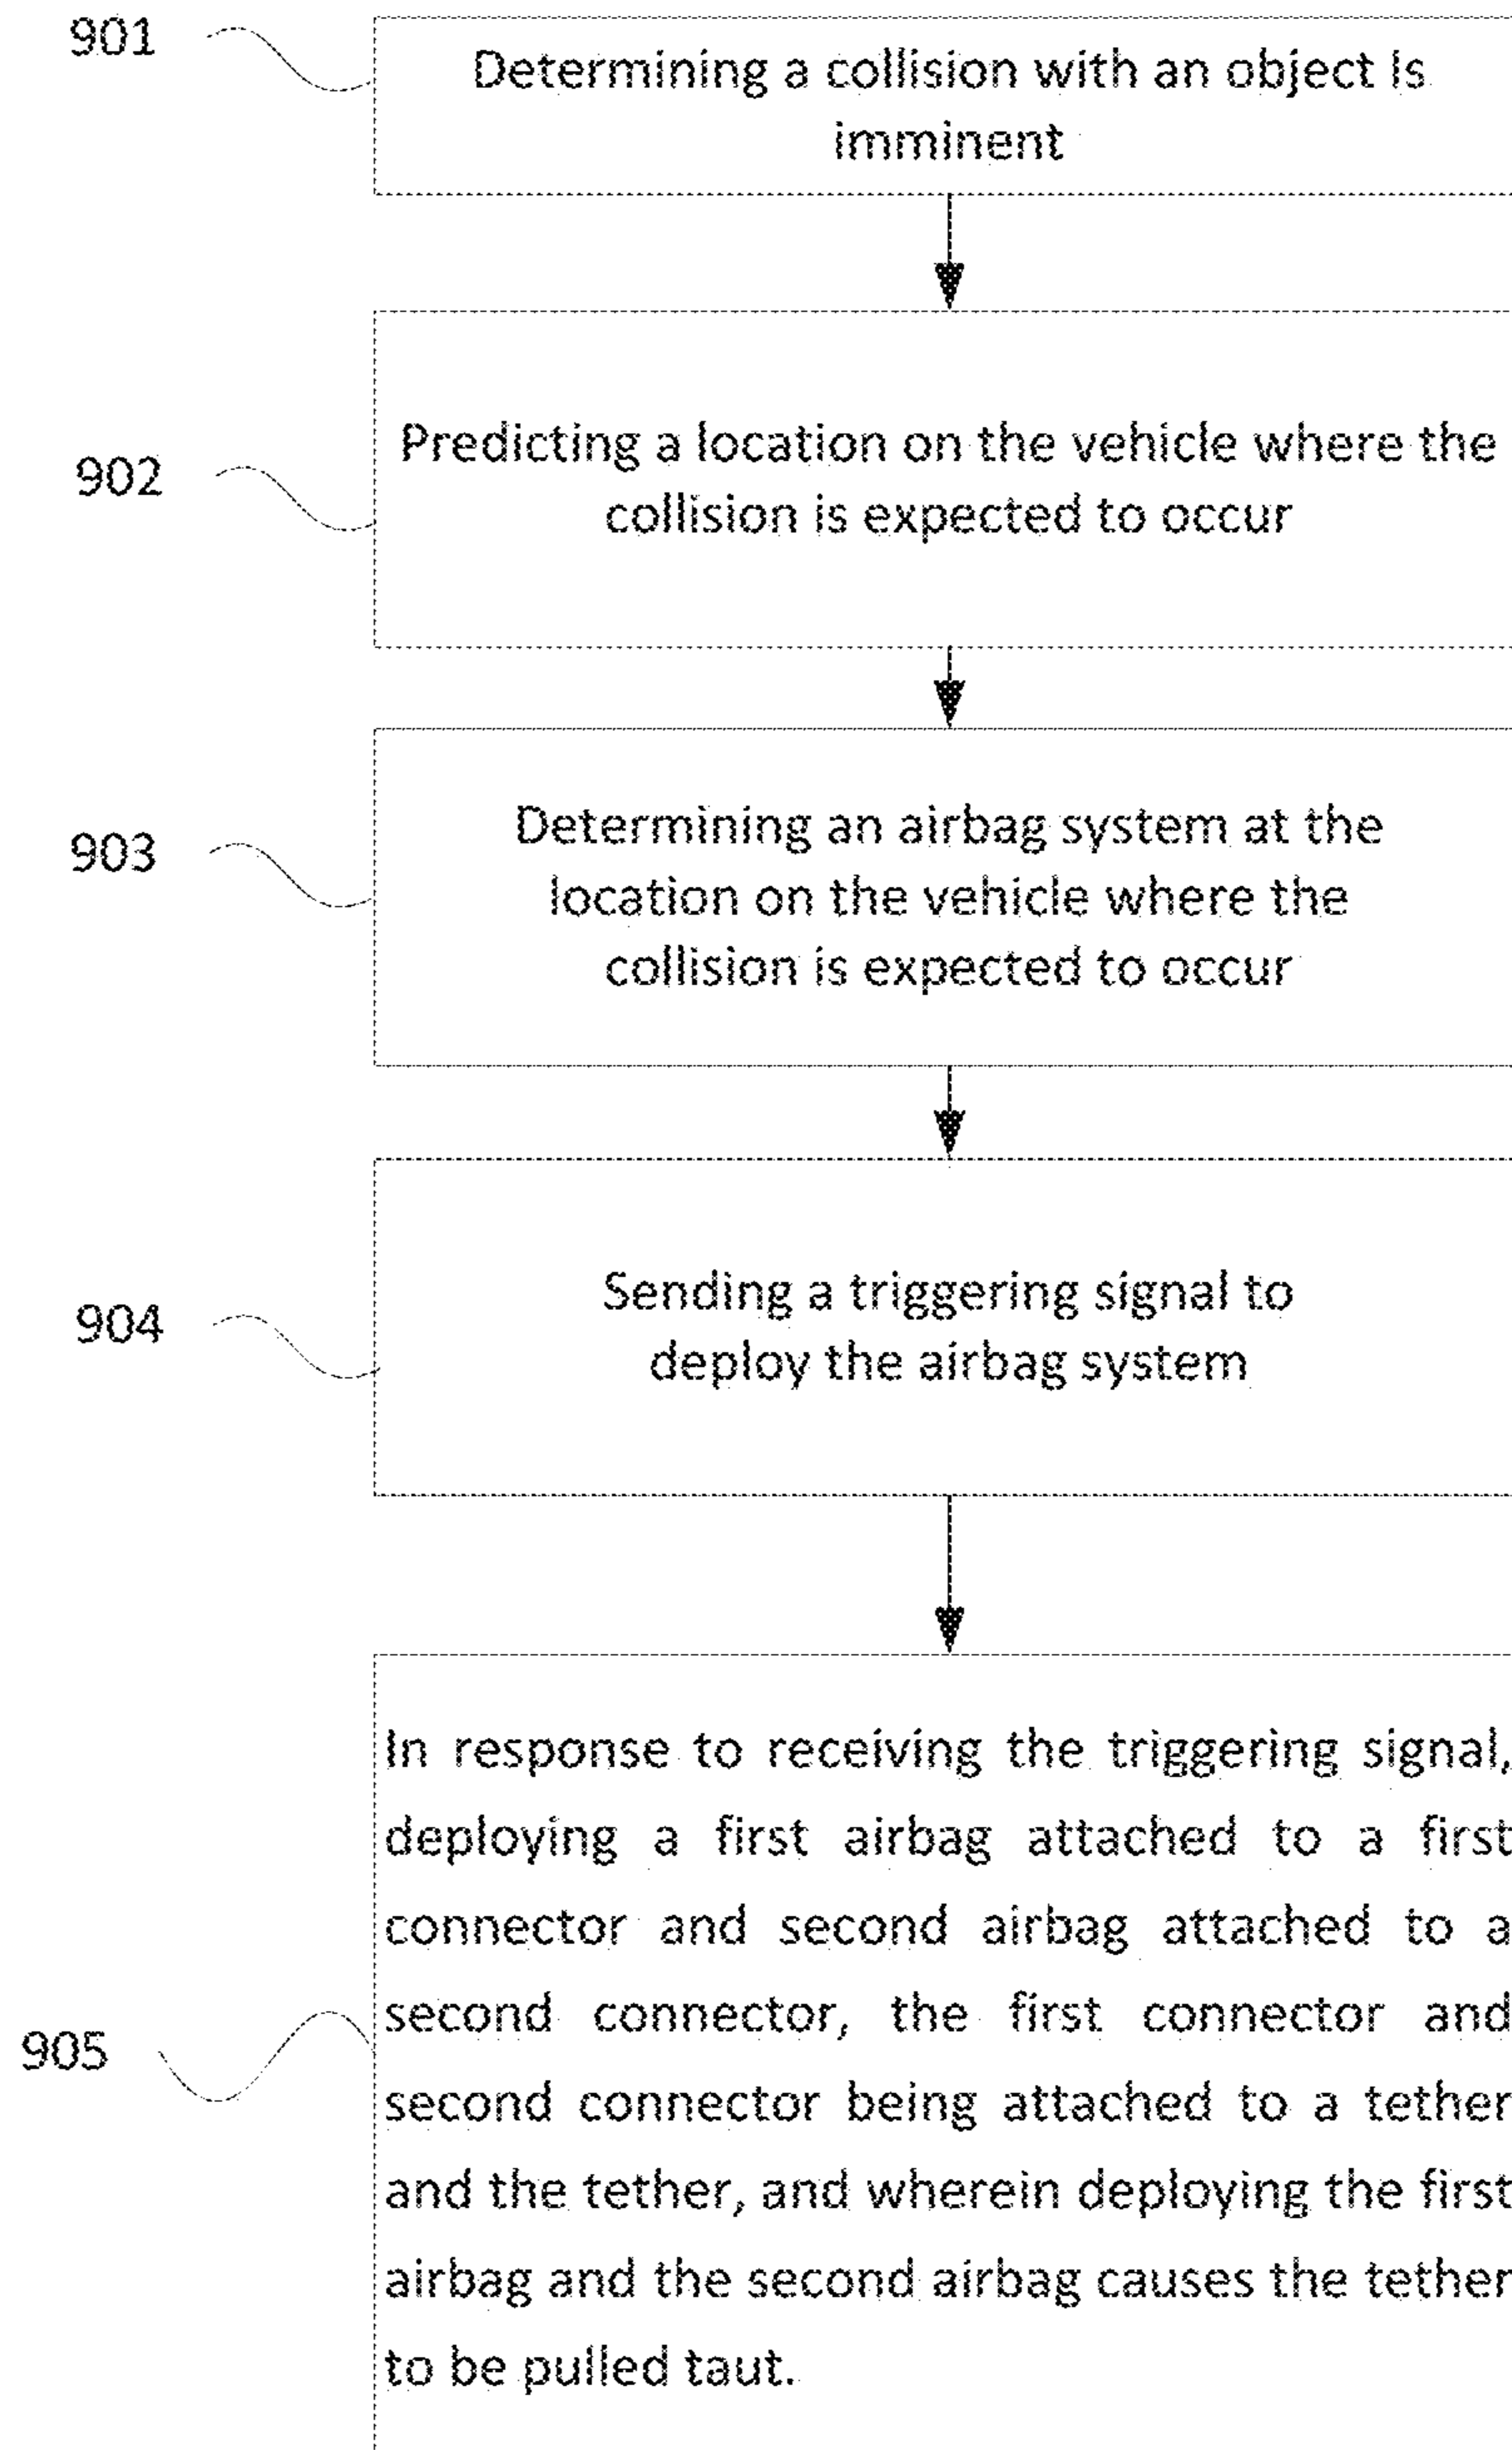 901
Determining a collision with an object is
imminent
902
Predicting a location on the vehicle where the
collision is expected to occur
903
Determining an airbag system at the
location on the vehicle where the
collision is expected to occur
904
Sending a triggering signal to
deploy the airbag system
905
In response to receiving the triggering signal,
deploying a first airbag attached to a first
connector and second airbag attached to a
second connector, the first connector and
second connector being attached to a tether
and the tether, and wherein deploying the first
airbag and the second airbag causes the tether
to be pulled taut.